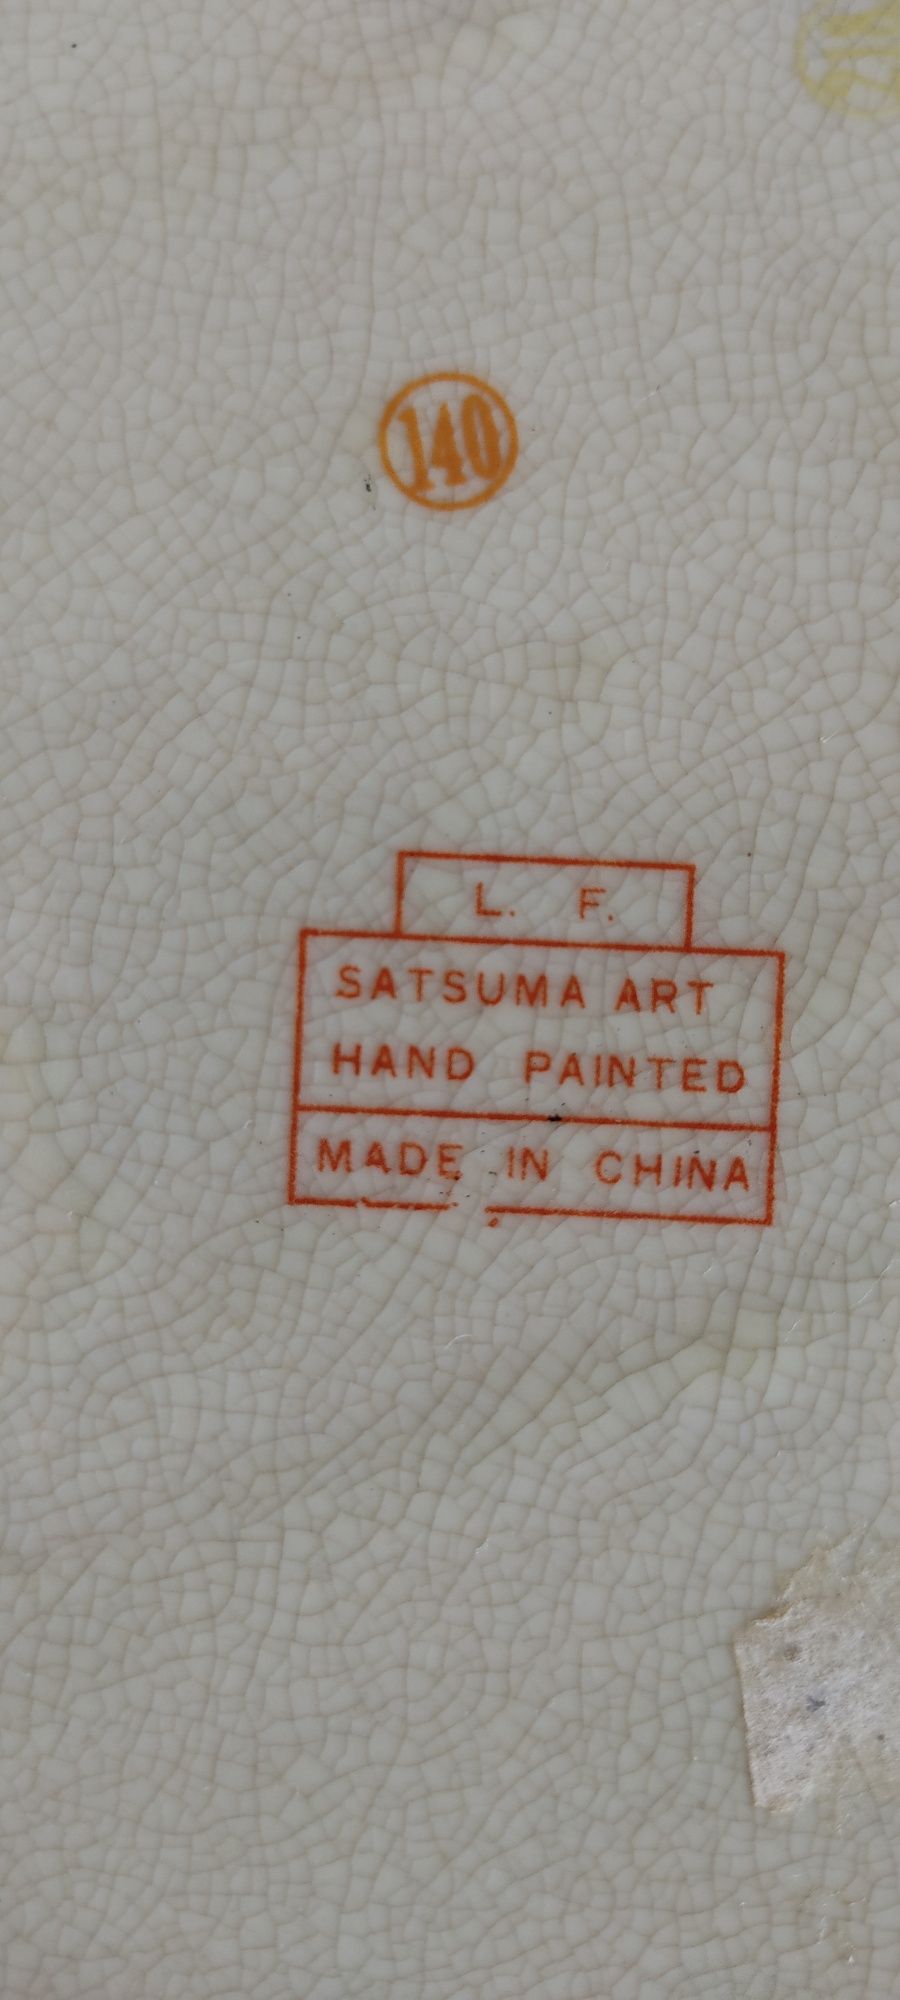 140
L. F.
SATSUMA ART
HAND PAINTED
MADE IN CHINA